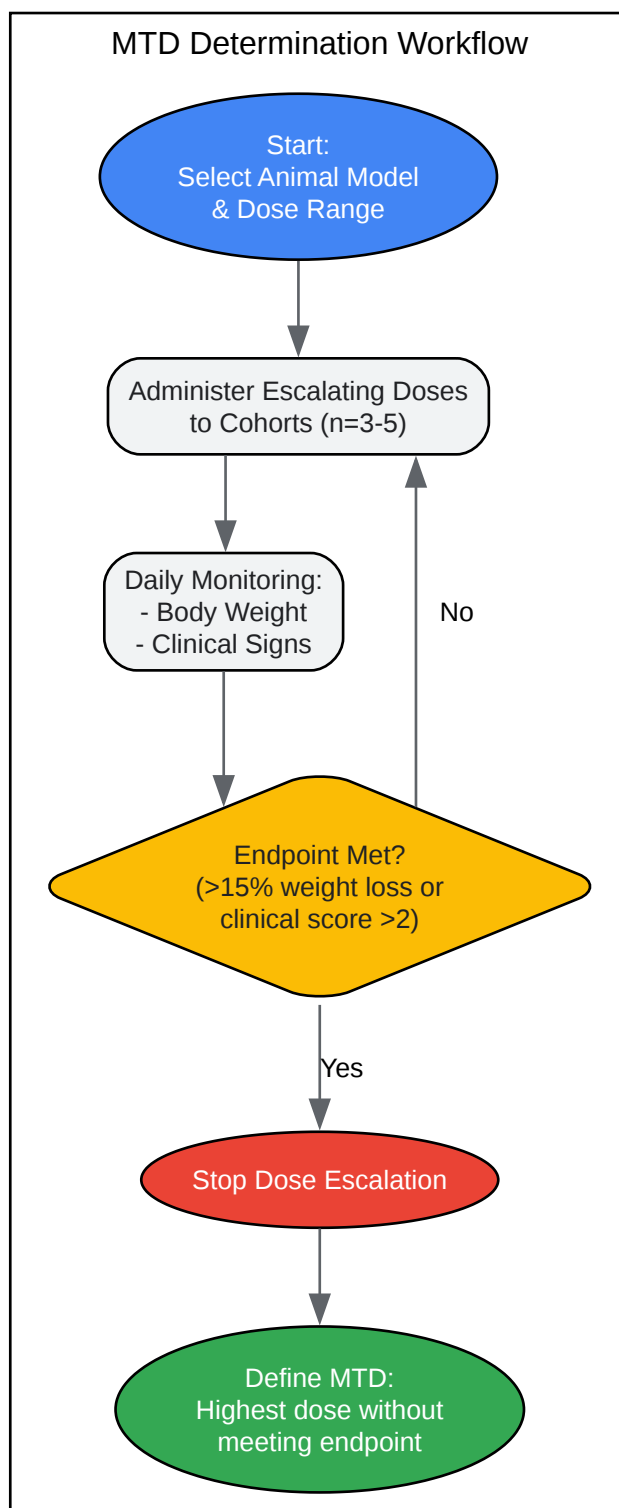 MTD Determination Workflow
Start:
Select Animal Model
& Dose Range
Administer Escalating Doses
to Cohorts (n=3-5)
Daily Monitoring:
- Body Weight
- Clinical Signs
No
Endpoint Met?
(>15% weight loss or
clinical score >2)
Yes
Stop Dose Escalation
Define MTD:
Highest dose without
meeting endpoint